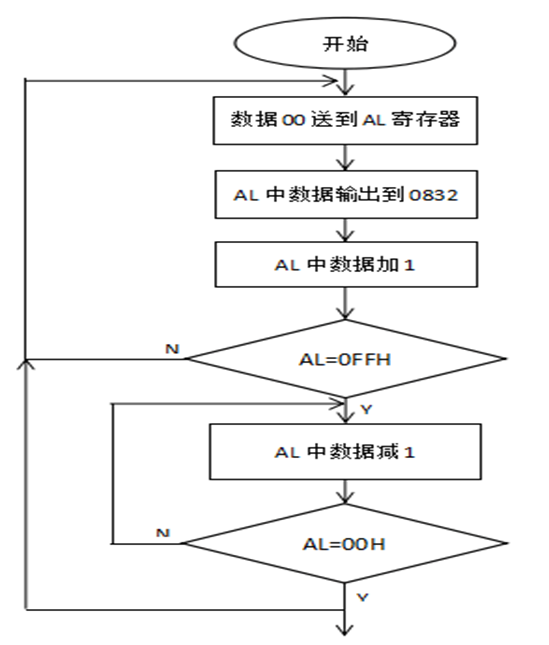 开始
数据00送到AL寄存器
AL中数据输出到0832
AL中数据加1
N
AL=0FFH
Y
AL中数据减1
N
AL=00H
Y